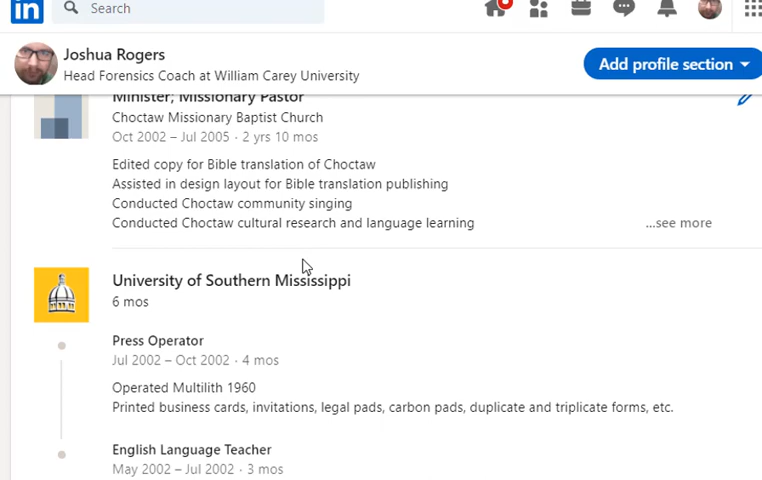 in
Search
Joshua Rogers
Head Forensics Coach at William Carey University
Add profile section
Minister; Missionary Pastor
Choctaw Missionary Baptist Church
Oct 2002 – Jul 2005 · 2 yrs 10 mos
Edited copy for Bible translation of Choctaw
Assisted in design layout for Bible translation publishing
Conducted Choctaw community singing
Conducted Choctaw cultural research and language learning
...see more
University of Southern Mississippi
6 mos
Press Operator
Jul 2002 – Oct 2002 · 4 mos
Operated Multilith 1960
Printed business cards, invitations, legal pads, carbon pads, duplicate and triplicate forms, etc.
English Language Teacher
May 2002 – Jul 2002 · 3 mos